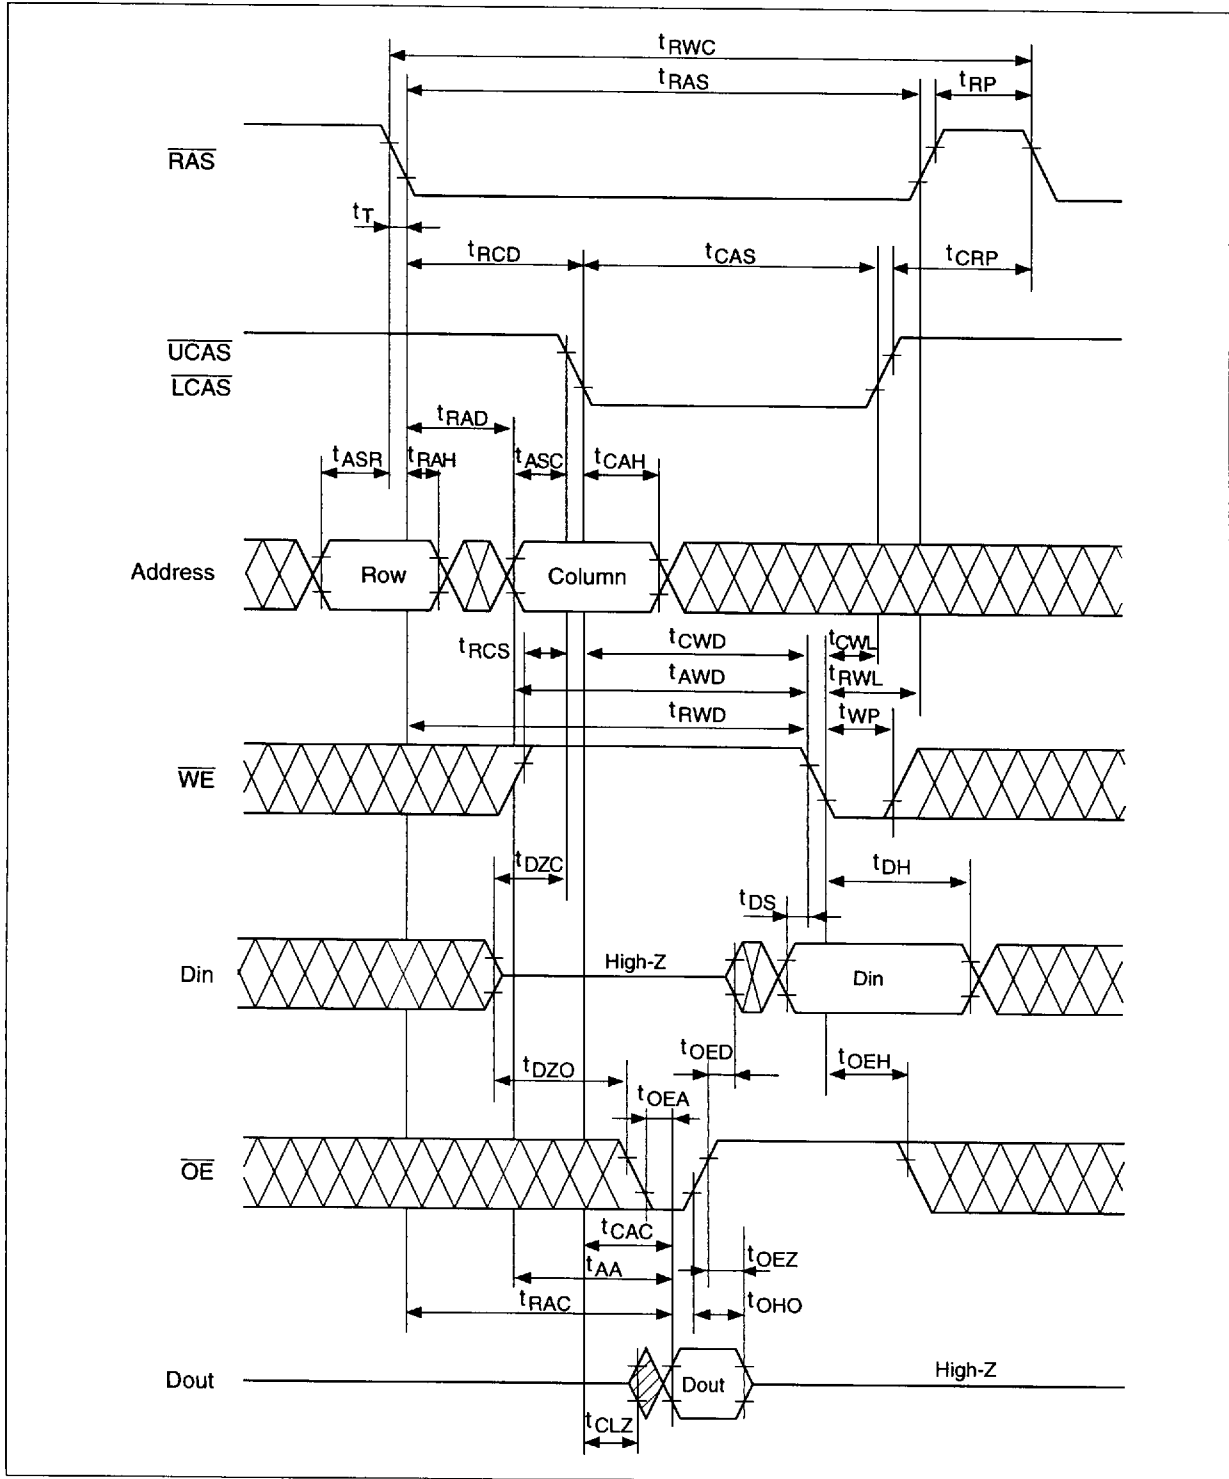 tRWC
tRAS
tRP
RAS
tT
tRCD
tCAS
tCRP
UCAS
LCAS
tRAD
tASR
tRAH
tASC
tCAH
Address
Row
Column
tRCS
tCWD
tCWL
tAWD
tRWL
tRWD
tWP
WE
tDZC
tDH
tDS
Din
High-Z
Din
tDZO
tOED
tOEH
tOEA
OE
tCAC
tOEZ
tAA
tRAC
tOHO
Dout
Dout
High-Z
tCLZ